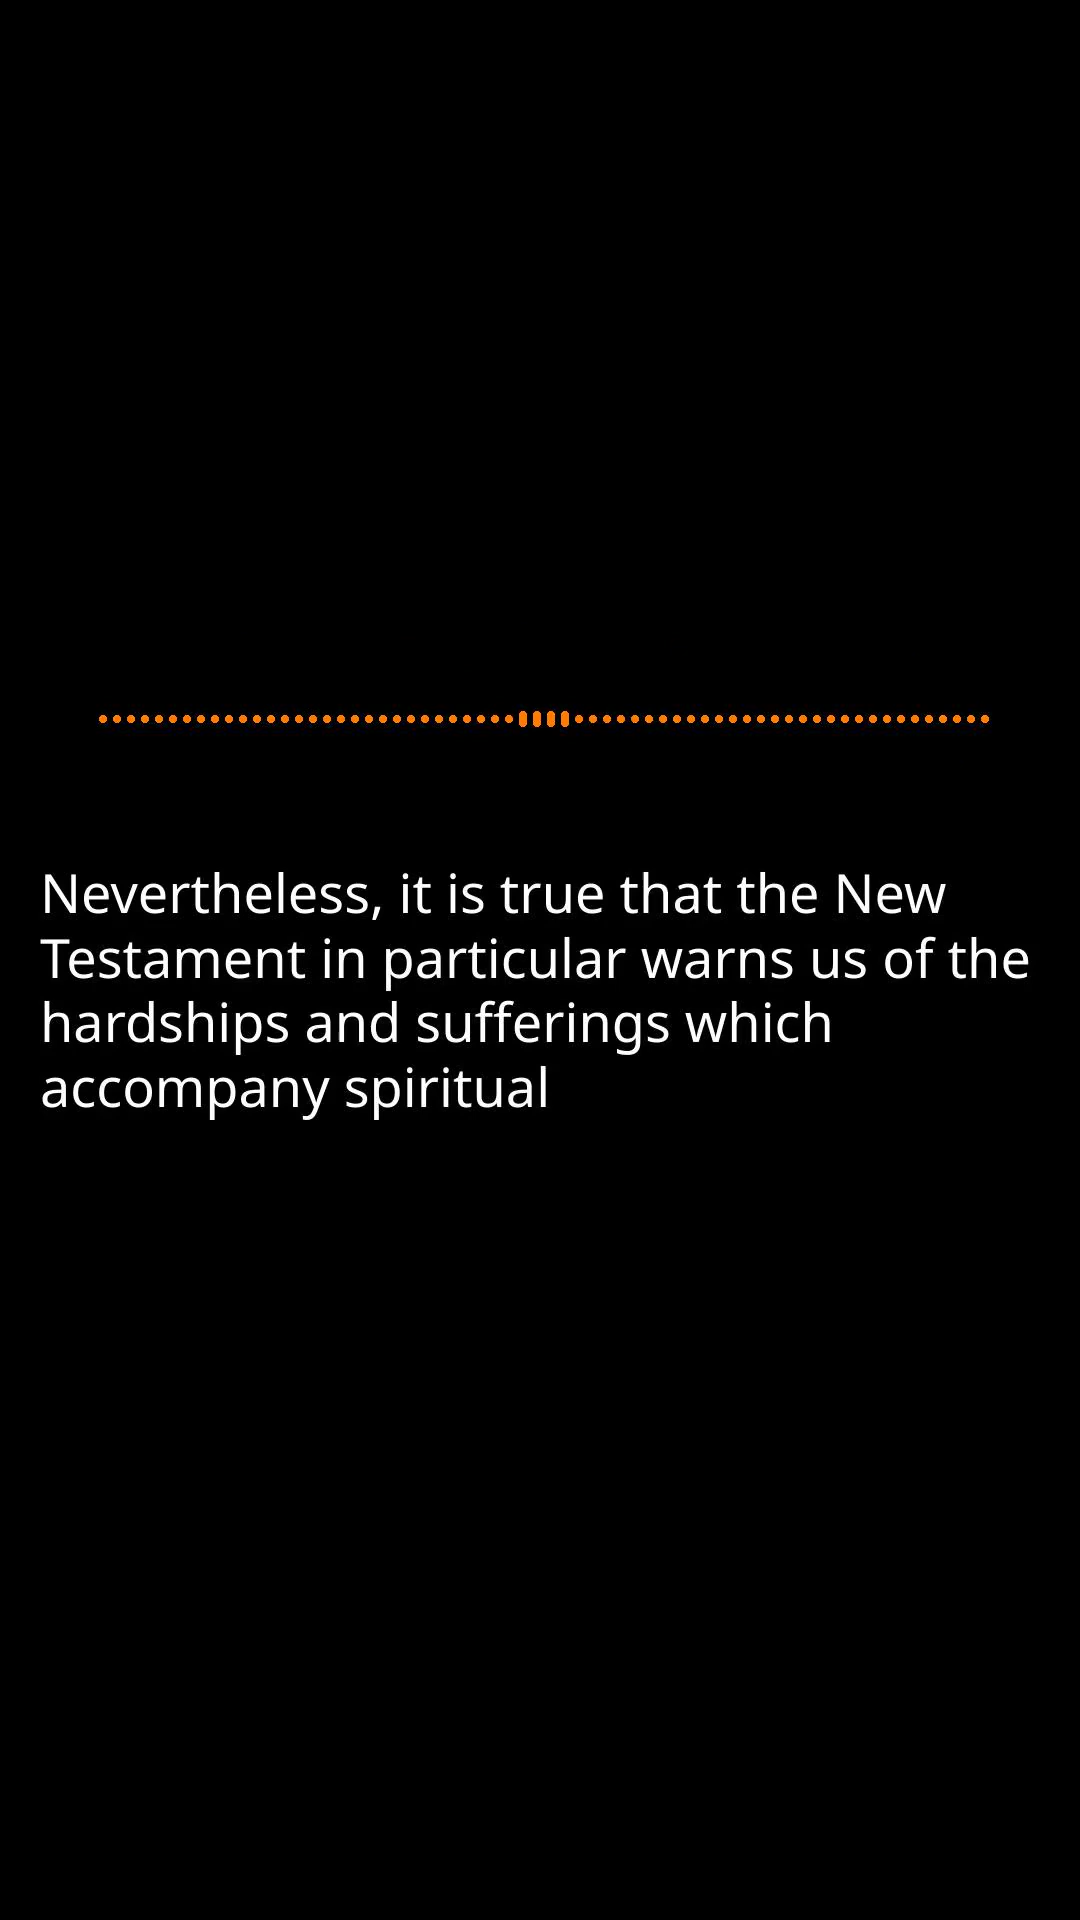 Nevertheless, it is true that the New
Testament in particular warns us of the
hardships and sufferings which
accompany spiritual